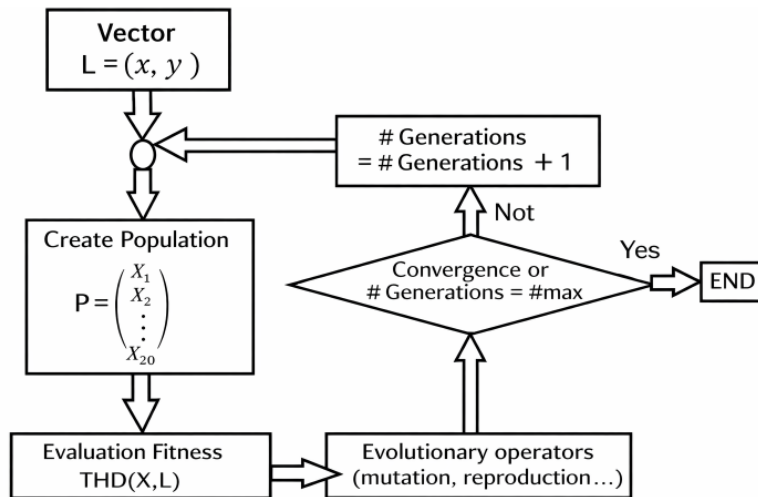 Vector
L = (x, y )
# Generations
= # Generations + 1
Not
Create Population
P = 
X1
X2
.
.
.
X20
Convergence or
# Generations = #max
Yes
END
Evaluation Fitness
THD(X,L)
Evolutionary operators
(mutation, reproduction...)